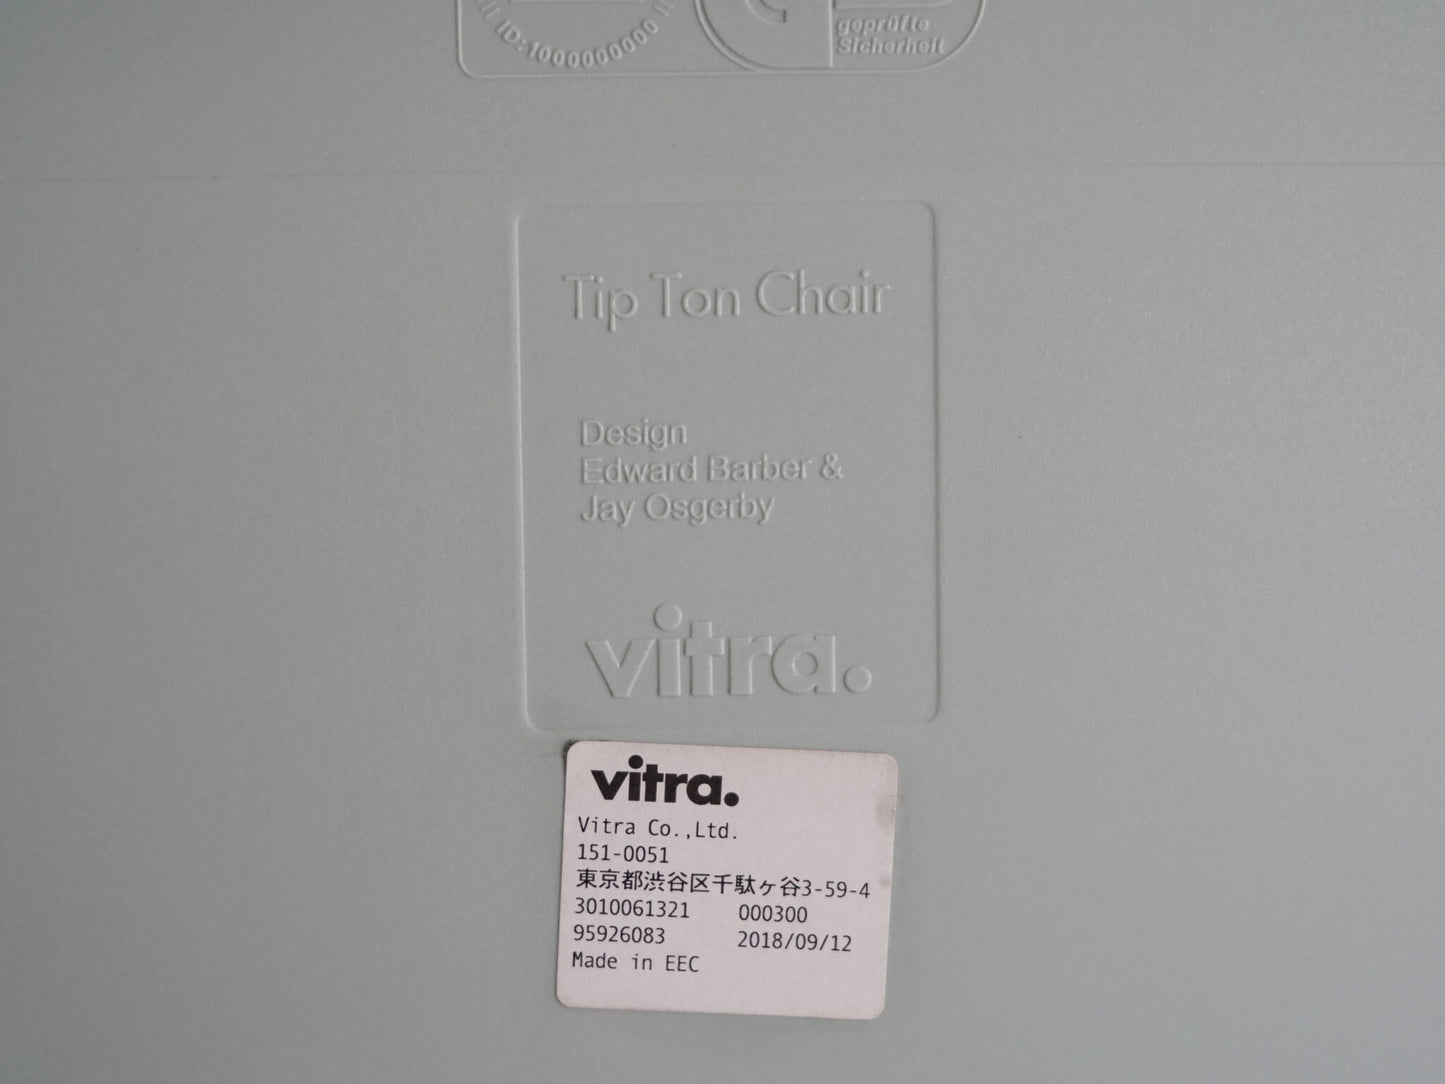 ID:1000000000
geprüfte
Sicherheit
Tip Ton Chair
Design
Edward Barber &
Jay Osgerby
vitra.
vitra.
Vitra Co.,Ltd.
151-0051
東京都渋谷区千駄ヶ谷3-59-4
3010061321 000300
95926083 2018/09/12
Made in EEC